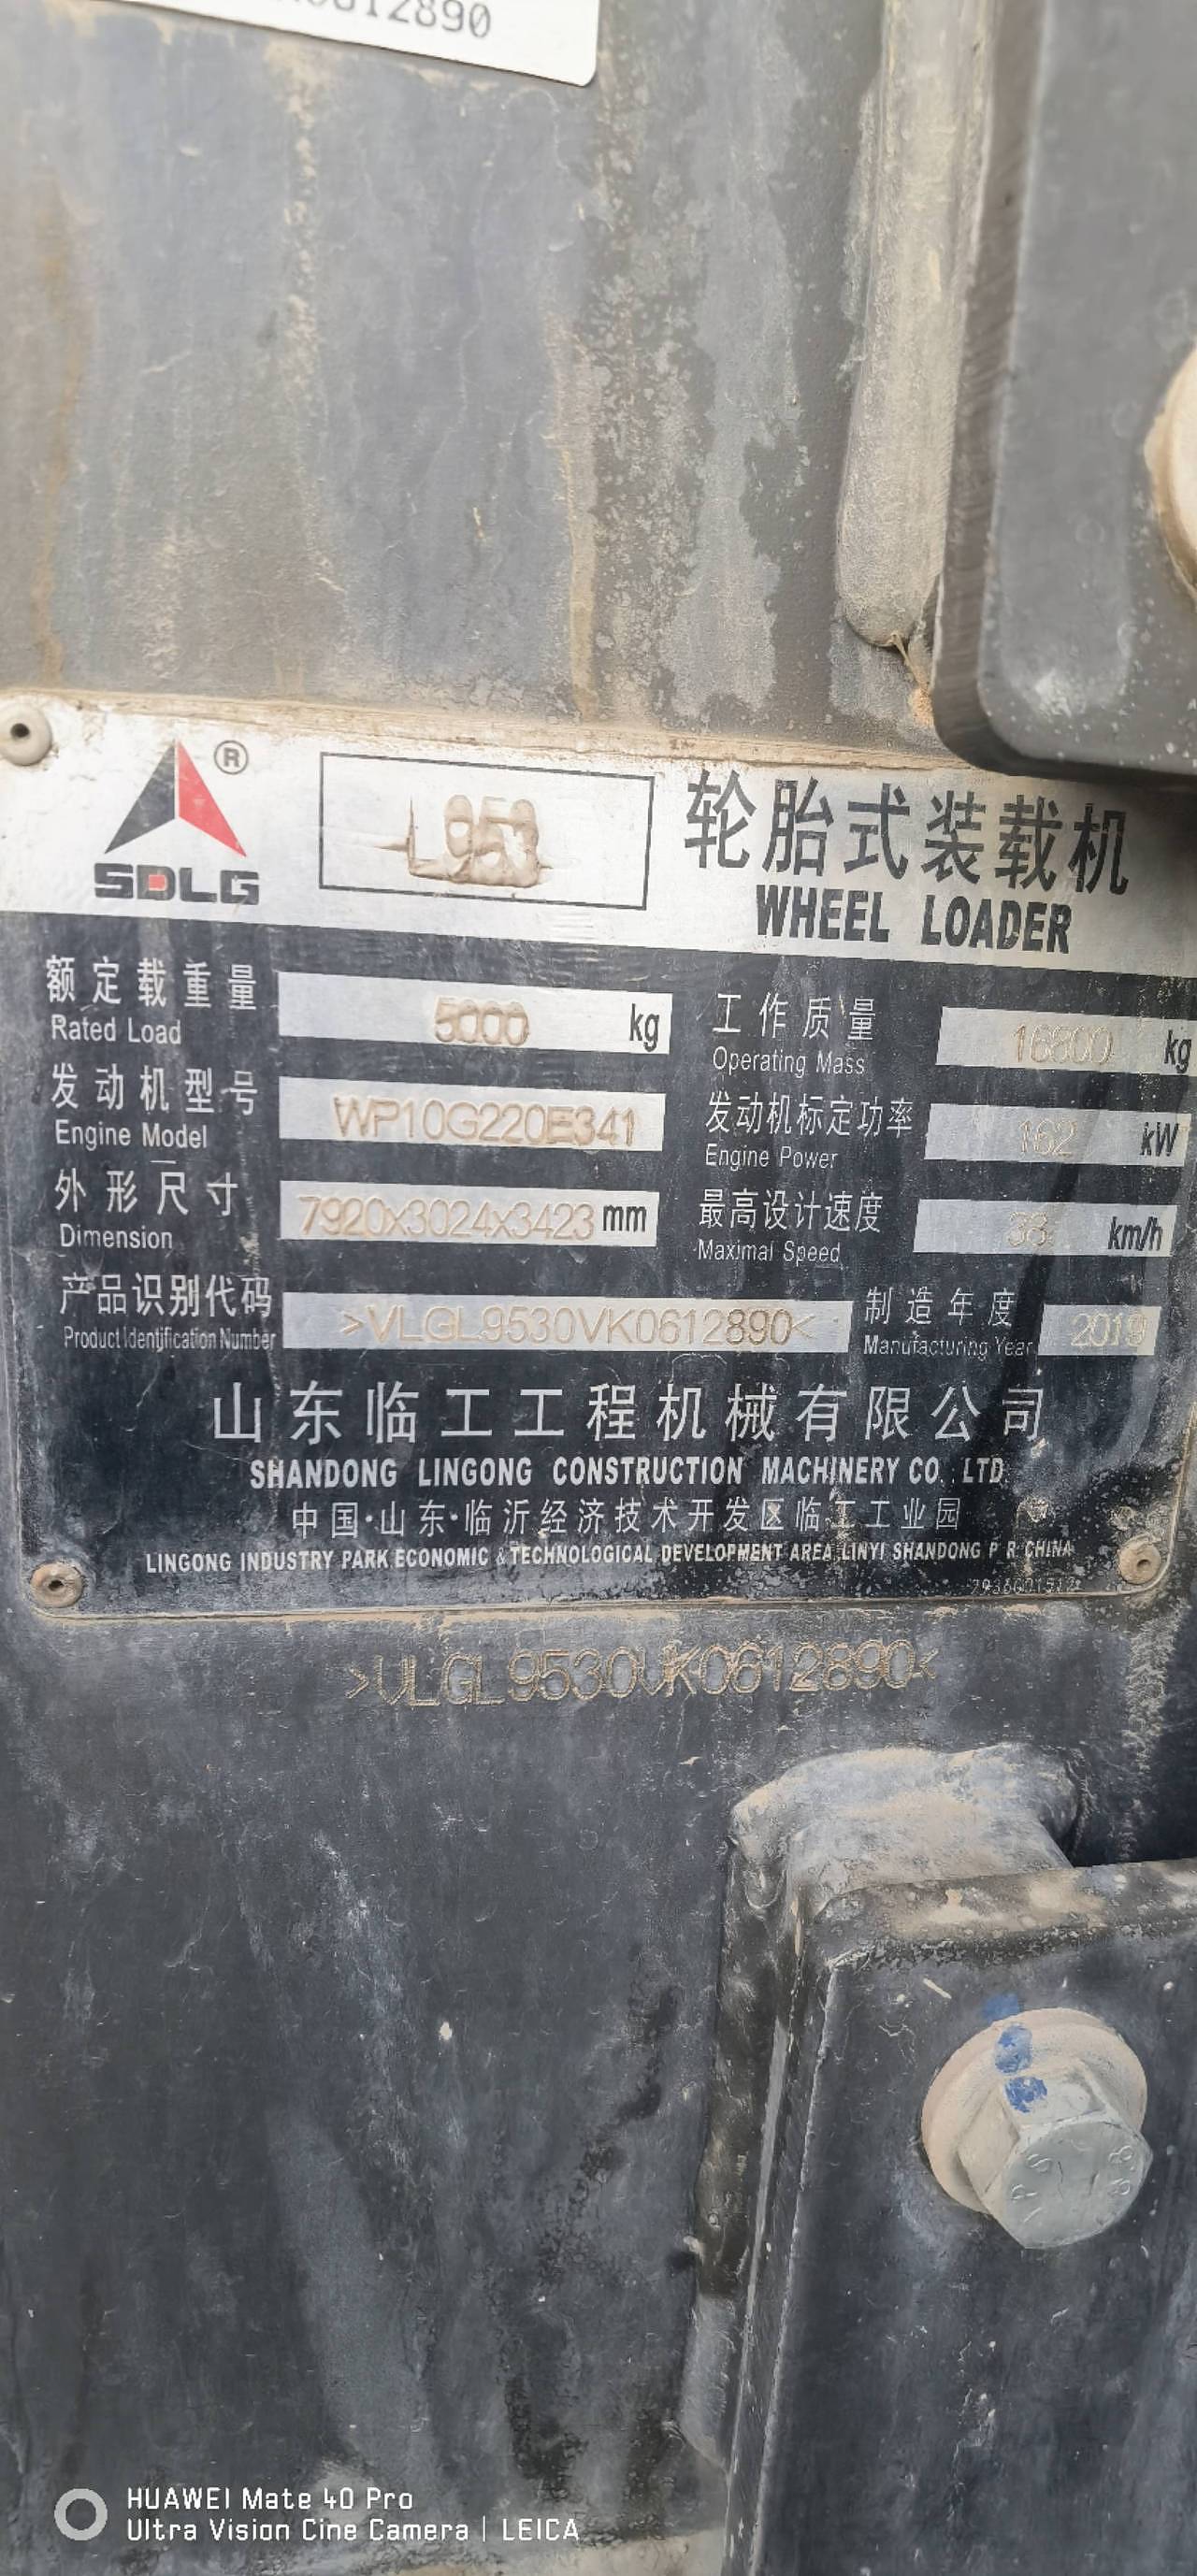 0612890
®
SDLG
L953
轮胎式装载机
WHEEL LOADER
额定载重量
Rated Load
5000 kg
工作质量
Operating Mass
16800 kg
发动机型号
Engine Model
WP10G220E341
发动机标定功率
Engine Power
162 kW
外形尺寸
Dimension
7920x3024x3423 mm
最高设计速度
Maximal Speed
38 km/h
产品识别代码
Product Identification Number
>VLGL9530VK0612890<
制造年度
Manufacturing Year
2019
山东临工工程机械有限公司
SHANDONG LINGONG CONSTRUCTION MACHINERY CO., LTD
中国·山东·临沂经济技术开发区临工工业园
LINGONG INDUSTRY PARK ECONOMIC & TECHNOLOGICAL DEVELOPMENT AREA LINYI SHANDONG P R CHINA
>VLGL9530VK0612890<
8.8
HUAWEI Mate 40 Pro
Ultra Vision Cine Camera | LEICA